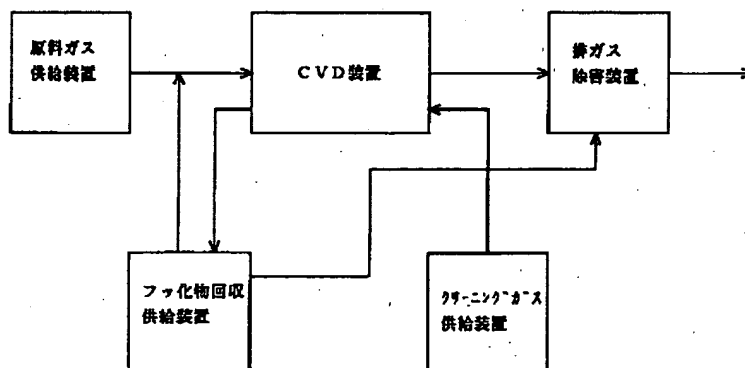 原料ガス
供給装置
CVD装置
排ガス
除害装置
フッ化物回収
供給装置
クリーニングガス
供給装置